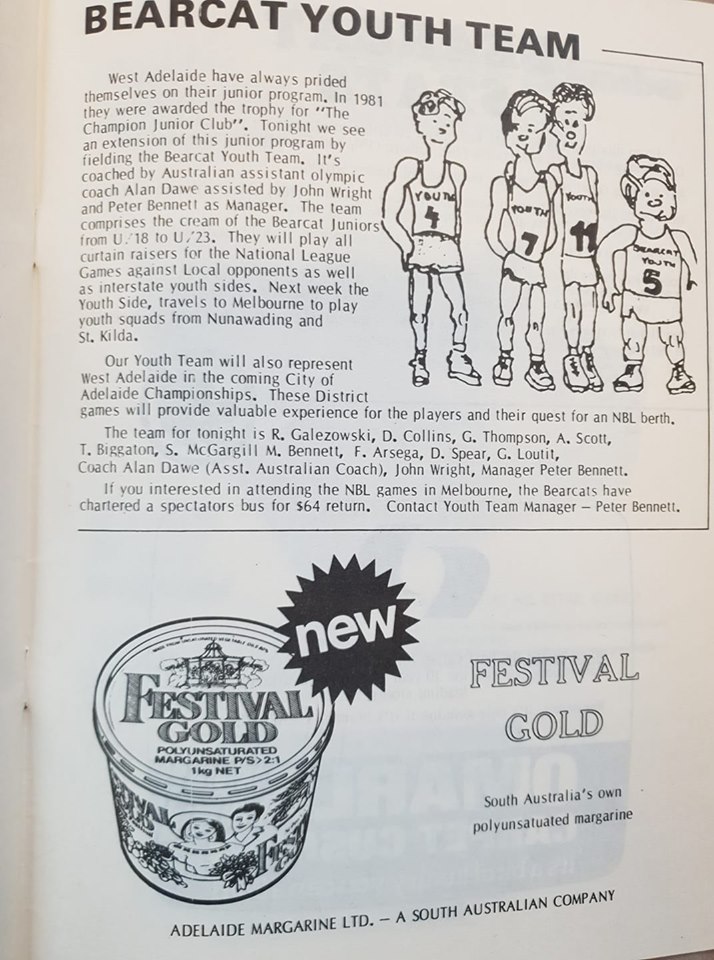 BEARCAT YOUTH TEAM
West Adelaide have always prided
themselves on their junior program. In 1981
they were awarded the trophy for "The
Champion Junior Club". Tonight we see
an extension of this junior program by
fielding the Bearcat Youth Team. It's
coached by Australian assistant olympic
coach Alan Dawe assisted by John Wright
and Peter Bennett as Manager. The team
comprises the cream of the Bearcat Juniors
from U.'18 to U.'23. They will play all
curtain raisers for the National League
Games against Local opponents as well
as interstate youth sides. Next week the
Youth Side, travels to Melbourne to play
youth squads from Nunawading and
St. Kilda.
YOUTH
4
YOUTH
7
YOUTH
11
BEARCAT
YOUTH
5
Our Youth Team will also represent
West Adelaide in the coming City of
Adelaide Championships. These District
games will provide valuable experience for the players and their quest for an NBL berth.
The team for tonight is R. Galezowski, D. Collins, G. Thompson, A. Scott,
T. Biggaton, S. McGargill M. Bennett, F. Arsega, D. Spear, G. Loutit,
Coach Alan Dawe (Asst. Australian Coach), John Wright, Manager Peter Bennett.
If you interested in attending the NBL games in Melbourne, the Bearcats have
chartered a spectators bus for $64 return. Contact Youth Team Manager – Peter Bennett.
new
FESTIVAL
GOLD
POLYUNSATURATED
MARGARINE P/S>2:1
1kg NET
FESTIVAL
GOLD
South Australia's own
polyunsatuated margarine
ADELAIDE MARGARINE LTD. – A SOUTH AUSTRALIAN COMPANY